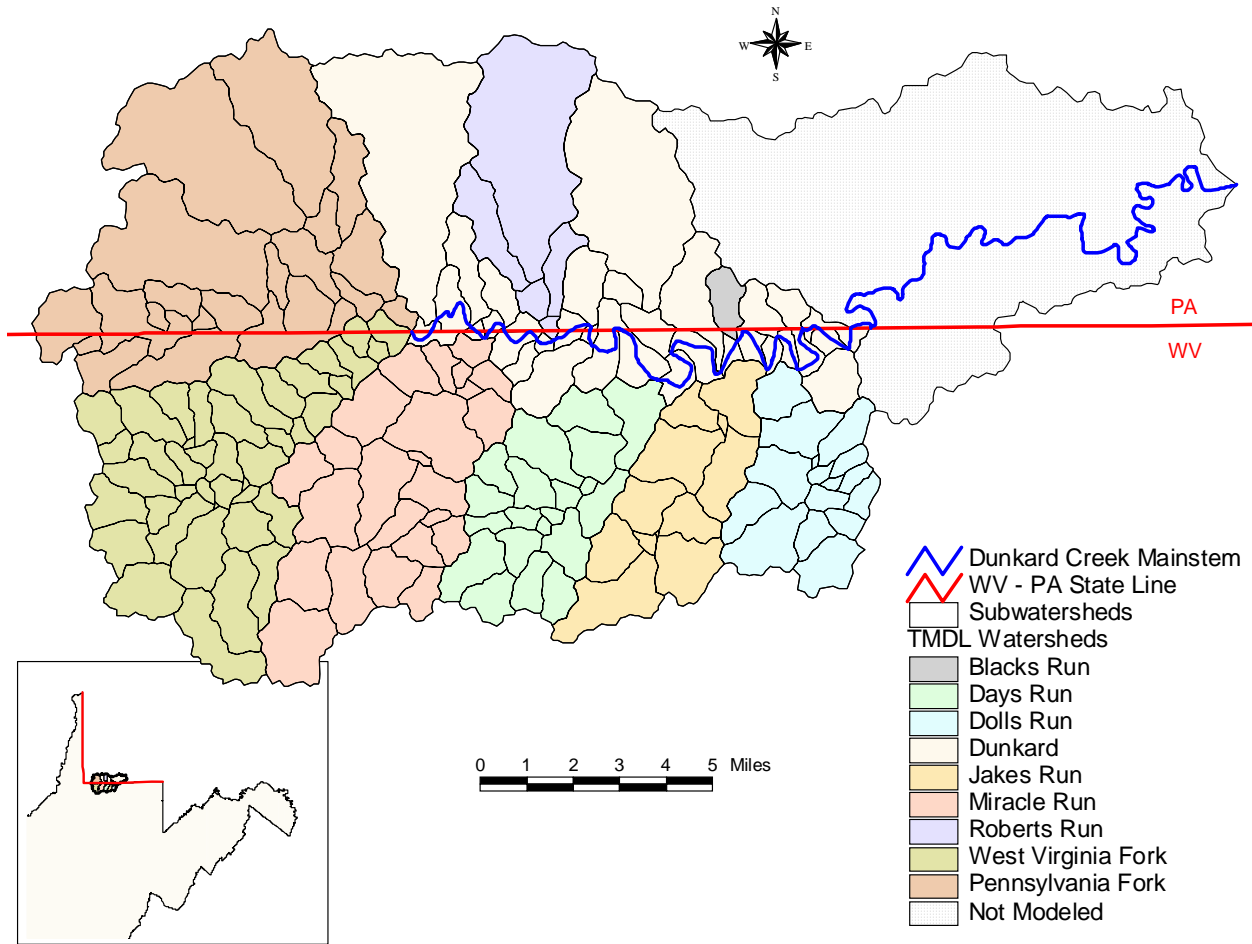 N
W E
S
PA
WV
Dunkard Creek Mainstem
WV - PA State Line
Subwatersheds
TMDL Watersheds
Blacks Run
Days Run
Dolls Run
Dunkard
Jakes Run
Miracle Run
Roberts Run
West Virginia Fork
Pennsylvania Fork
Not Modeled
0 1 2 3 4 5 Miles